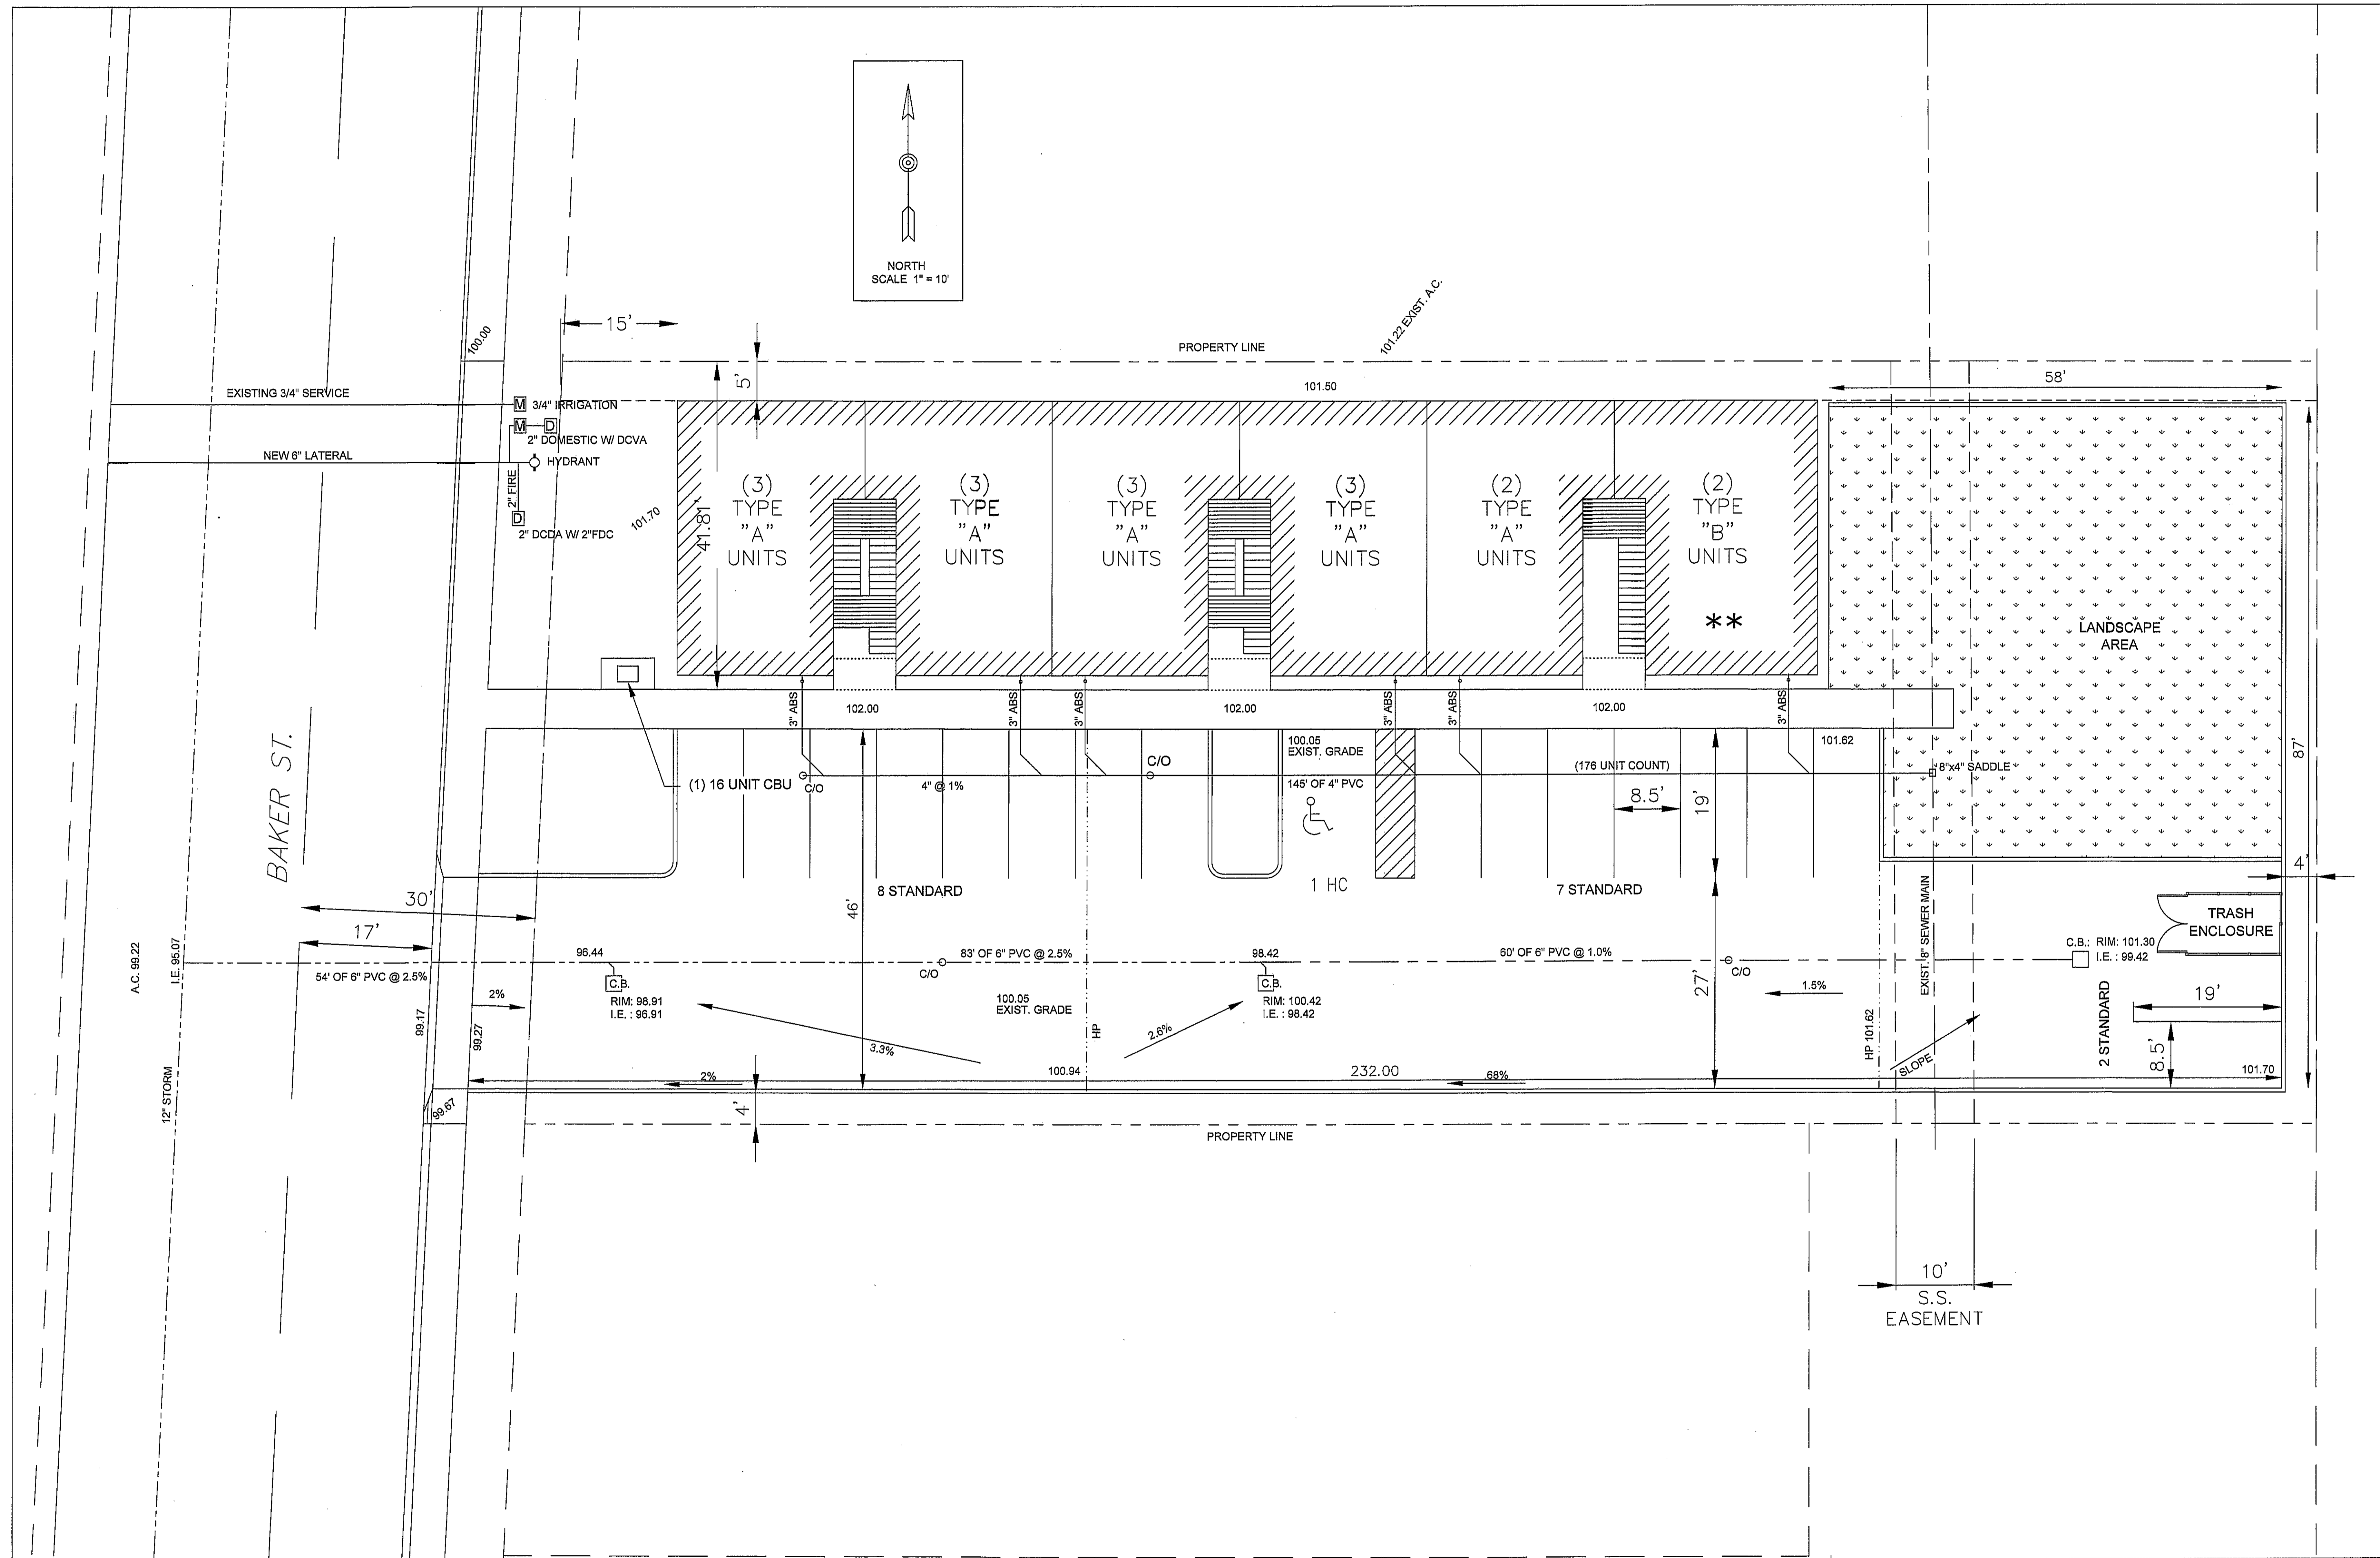 NORTH
SCALE 1" = 10'
100.00
15'
PROPERTY LINE
101.22 EXIST. A.C.
5'
101.50
58'
EXISTING 3/4" SERVICE
M
3/4" IRRIGATION
M
D
2" DOMESTIC W/ DCVA
NEW 6" LATERAL
HYDRANT
2" FIRE
D
2" DCDA W/ 2"FDC
101.70
41.81'
(3)
TYPE
"A"
UNITS
(3)
TYPE
"A"
UNITS
(3)
TYPE
"A"
UNITS
(3)
TYPE
"A"
UNITS
(2)
TYPE
"A"
UNITS
(2)
TYPE
"B"
UNITS
**
LANDSCAPE
AREA
3" ABS
102.00
3" ABS
3" ABS
102.00
3" ABS
3" ABS
102.00
3" ABS
101.62
100.05
EXIST. GRADE
BAKER ST.
(1) 16 UNIT CBU
C/O
4" @ 1%
C/O
145' OF 4" PVC
(176 UNIT COUNT)
8"x4" SADDLE
8.5'
19'
87'
4'
8 STANDARD
1 HC
7 STANDARD
46'
30'
17'
A.C. 99.22
I.E. 95.07
54' OF 6" PVC @ 2.5%
96.44
C.B.
RIM: 98.91
I.E. : 96.91
C/O
83' OF 6" PVC @ 2.5%
98.42
C.B.
RIM: 100.42
I.E. : 98.42
60' OF 6" PVC @ 1.0%
C/O
EXIST. 8" SEWER MAIN
TRASH
ENCLOSURE
C.B.: RIM: 101.30
I.E. : 99.42
2%
99.17
99.27
100.05
EXIST. GRADE
3.3%
HP
2.6%
27'
1.5%
HP 101.62
SLOPE
2 STANDARD
19'
8.5'
12" STORM
2%
100.94
232.00
.68%
101.70
99.67
4'
PROPERTY LINE
10'
S.S.
EASEMENT